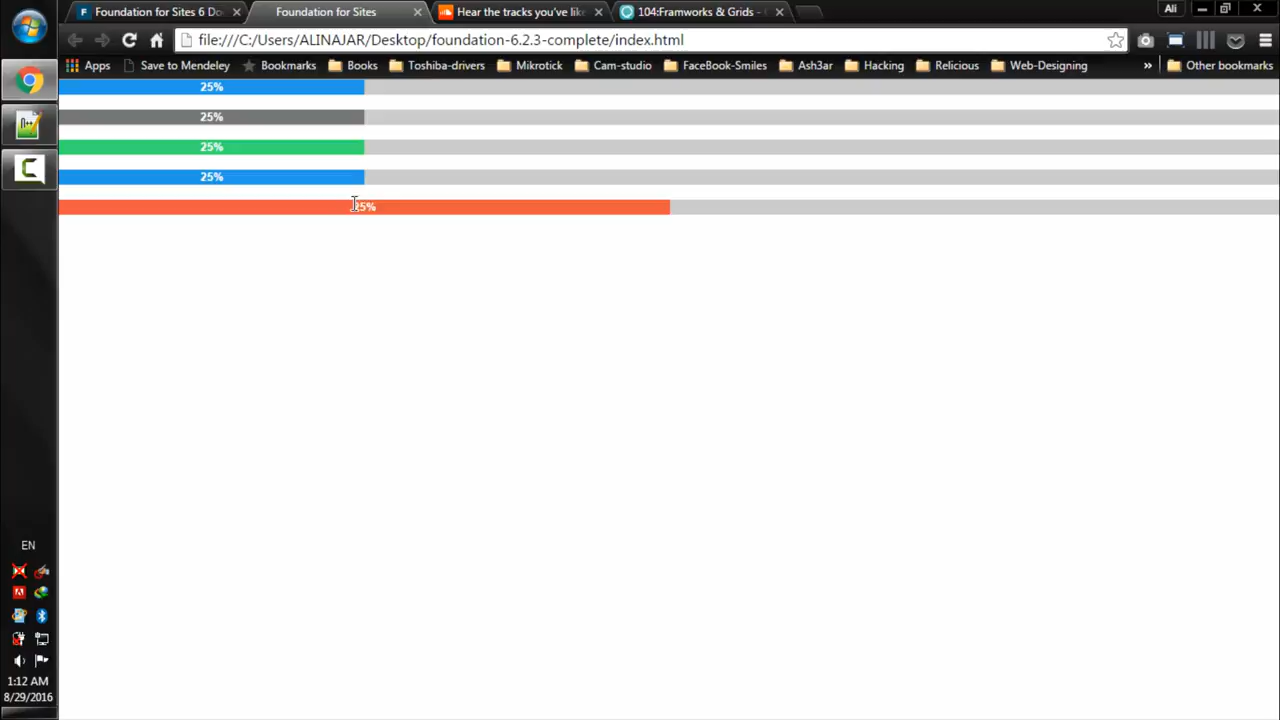 Foundation for Sites 6 Do
Foundation for Sites
Hear the tracks you've lik
104:Framworks & Grids -
Ali
file:///C:/Users/ALINAJAR/Desktop/foundation-6.2.3-complete/index.html
Apps
Save to Mendeley
Bookmarks
Books
Toshiba-drivers
Mikrotick
Cam-studio
FaceBook-Smiles
Ash3ar
Hacking
Relicious
Web-Designing
»
Other bookmarks
25%
25%
25%
25%
25%
EN
1:12 AM
8/29/2016